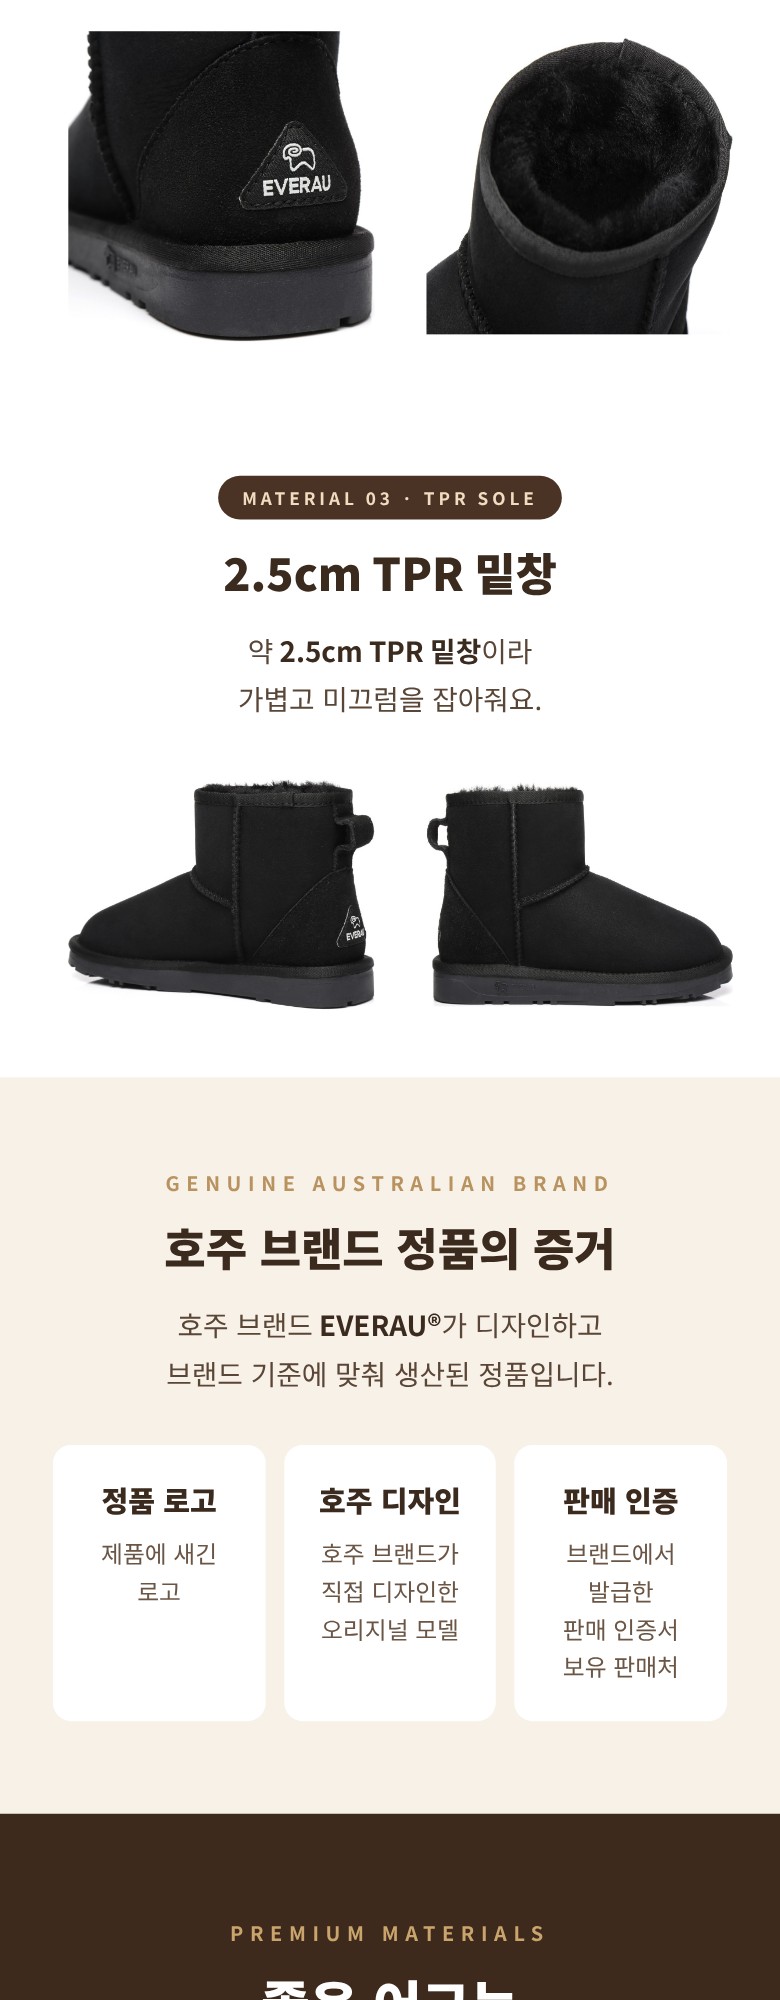 EVERAU
MATERIAL 03 · TPR SOLE
2.5cm TPR 밑창
약 2.5cm TPR 밑창이라
가볍고 미끄럼을 잡아줘요.
GENUINE AUSTRALIAN BRAND
호주 브랜드 정품의 증거
호주 브랜드 EVERAU®가 디자인하고
브랜드 기준에 맞춰 생산된 정품입니다.
정품 로고
제품에 새긴
로고
호주 디자인
호주 브랜드가
직접 디자인한
오리지널 모델
판매 인증
브랜드에서
발급한
판매 인증서
보유 판매처
PREMIUM MATERIALS